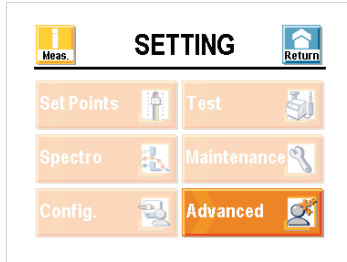 Meas. SETTING Return
Set Points Test
Spectro Maintenance
Config. Advanced